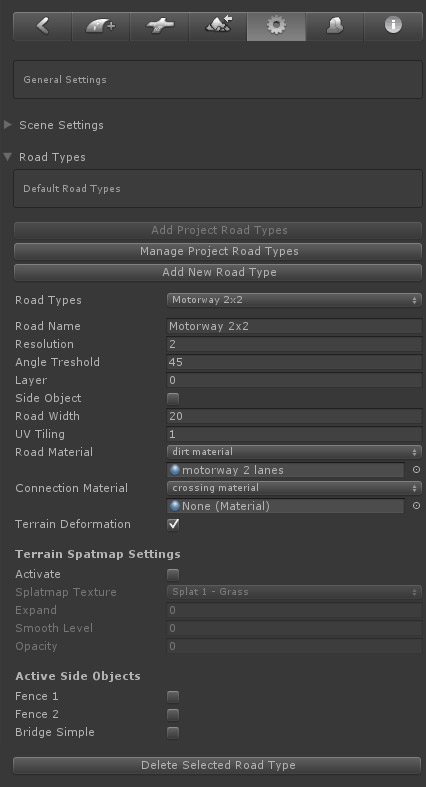 General Settings
Scene Settings
Road Types
Default Road Types
Add Project Road Types
Manage Project Road Types
Add New Road Type
Road Types Motorway 2x2
Road Name Motorway 2x2
Resolution 2
Angle Treshold 45
Layer 0
Side Object
Road Width 20
UV Tiling 1
Road Material dirt material
motorway 2 lanes
Connection Material crossing material
None (Material)
Terrain Deformation
Terrain Spatmap Settings
Activate
Splatmap Texture Splat 1 - Grass
Expand 0
Smooth Level 0
Opacity 0
Active Side Objects
Fence 1
Fence 2
Bridge Simple
Delete Selected Road Type